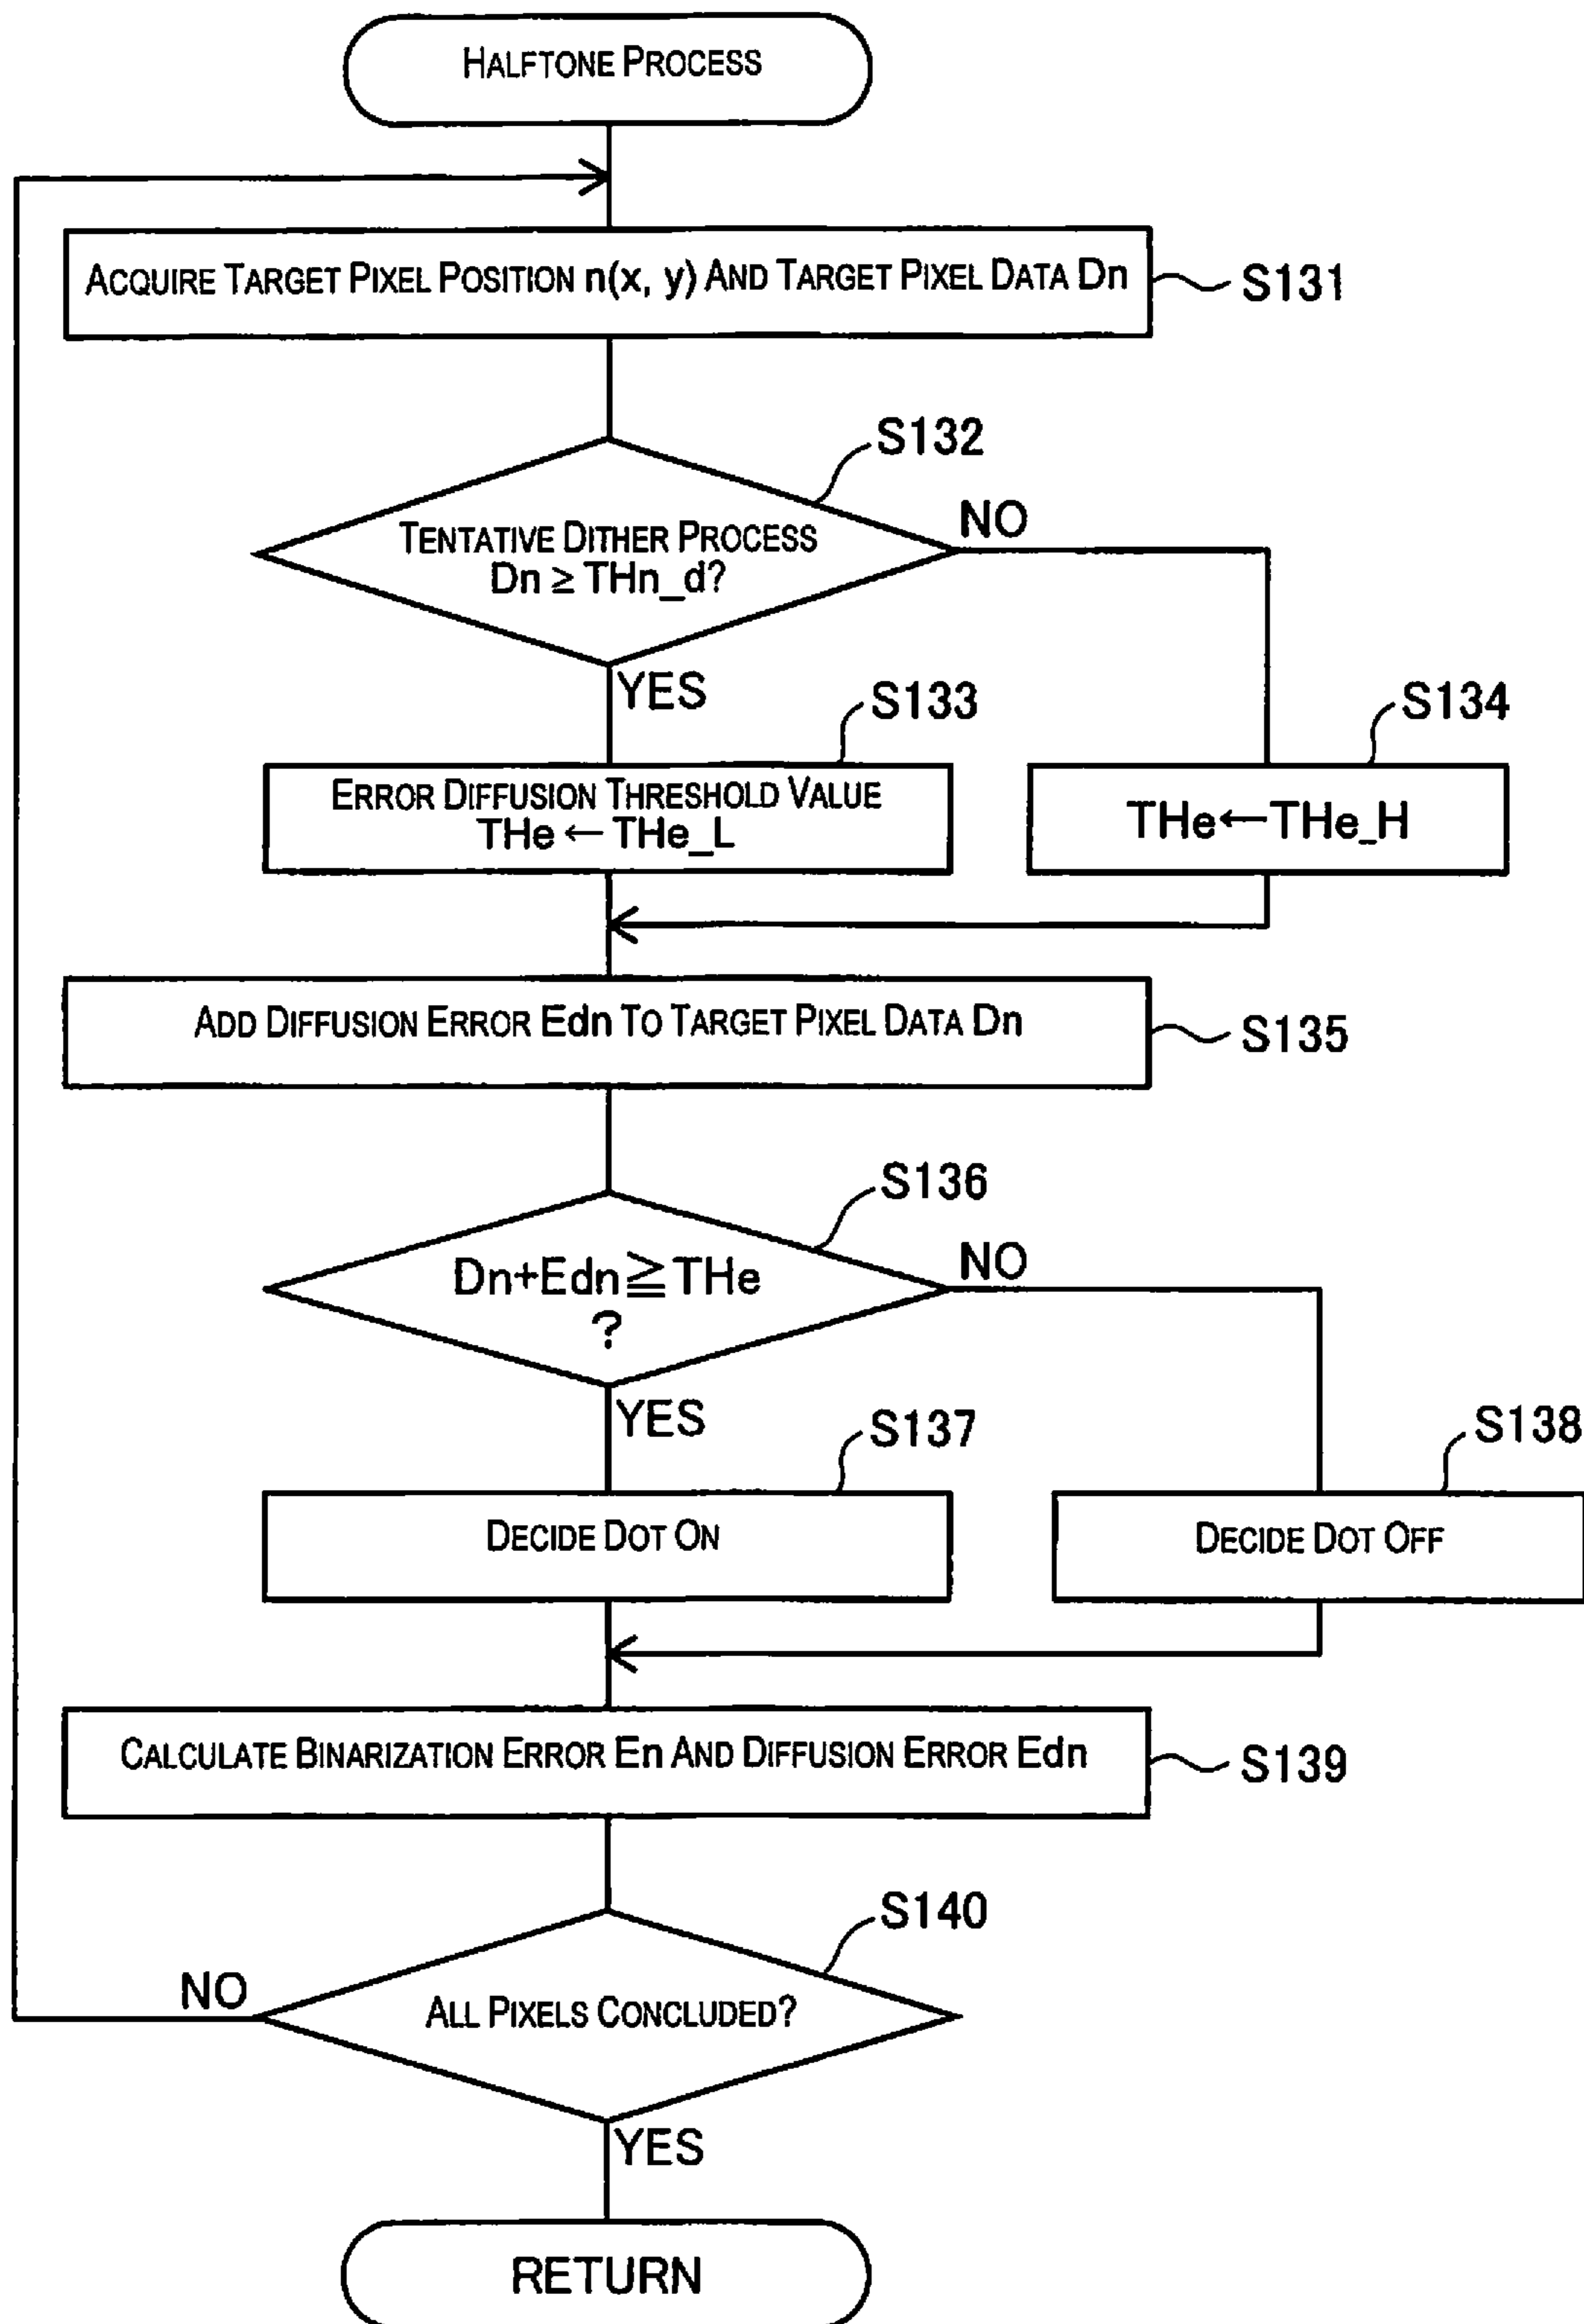 HALFTONE PROCESS
ACQUIRE TARGET PIXEL POSITION n(x, y) AND TARGET PIXEL DATA Dn
S131
S132
TENTATIVE DITHER PROCESS
Dn ≥ THn_d?
NO
YES
S133
S134
ERROR DIFFUSION THRESHOLD VALUE
THe ← THe_L
THe←THe_H
ADD DIFFUSION ERROR Edn TO TARGET PIXEL DATA Dn
S135
S136
Dn+Edn≧THe
?
NO
YES
S137
S138
DECIDE DOT ON
DECIDE DOT OFF
CALCULATE BINARIZATION ERROR En AND DIFFUSION ERROR Edn
S139
S140
NO
ALL PIXELS CONCLUDED?
YES
RETURN